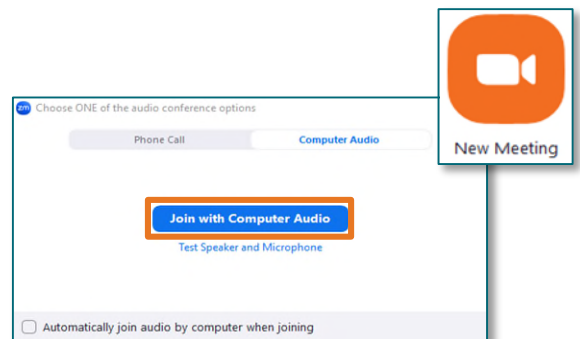 zm Choose ONE of the audio conference options
Phone Call Computer Audio
New Meeting
Join with Computer Audio
Test Speaker and Microphone
Automatically join audio by computer when joining